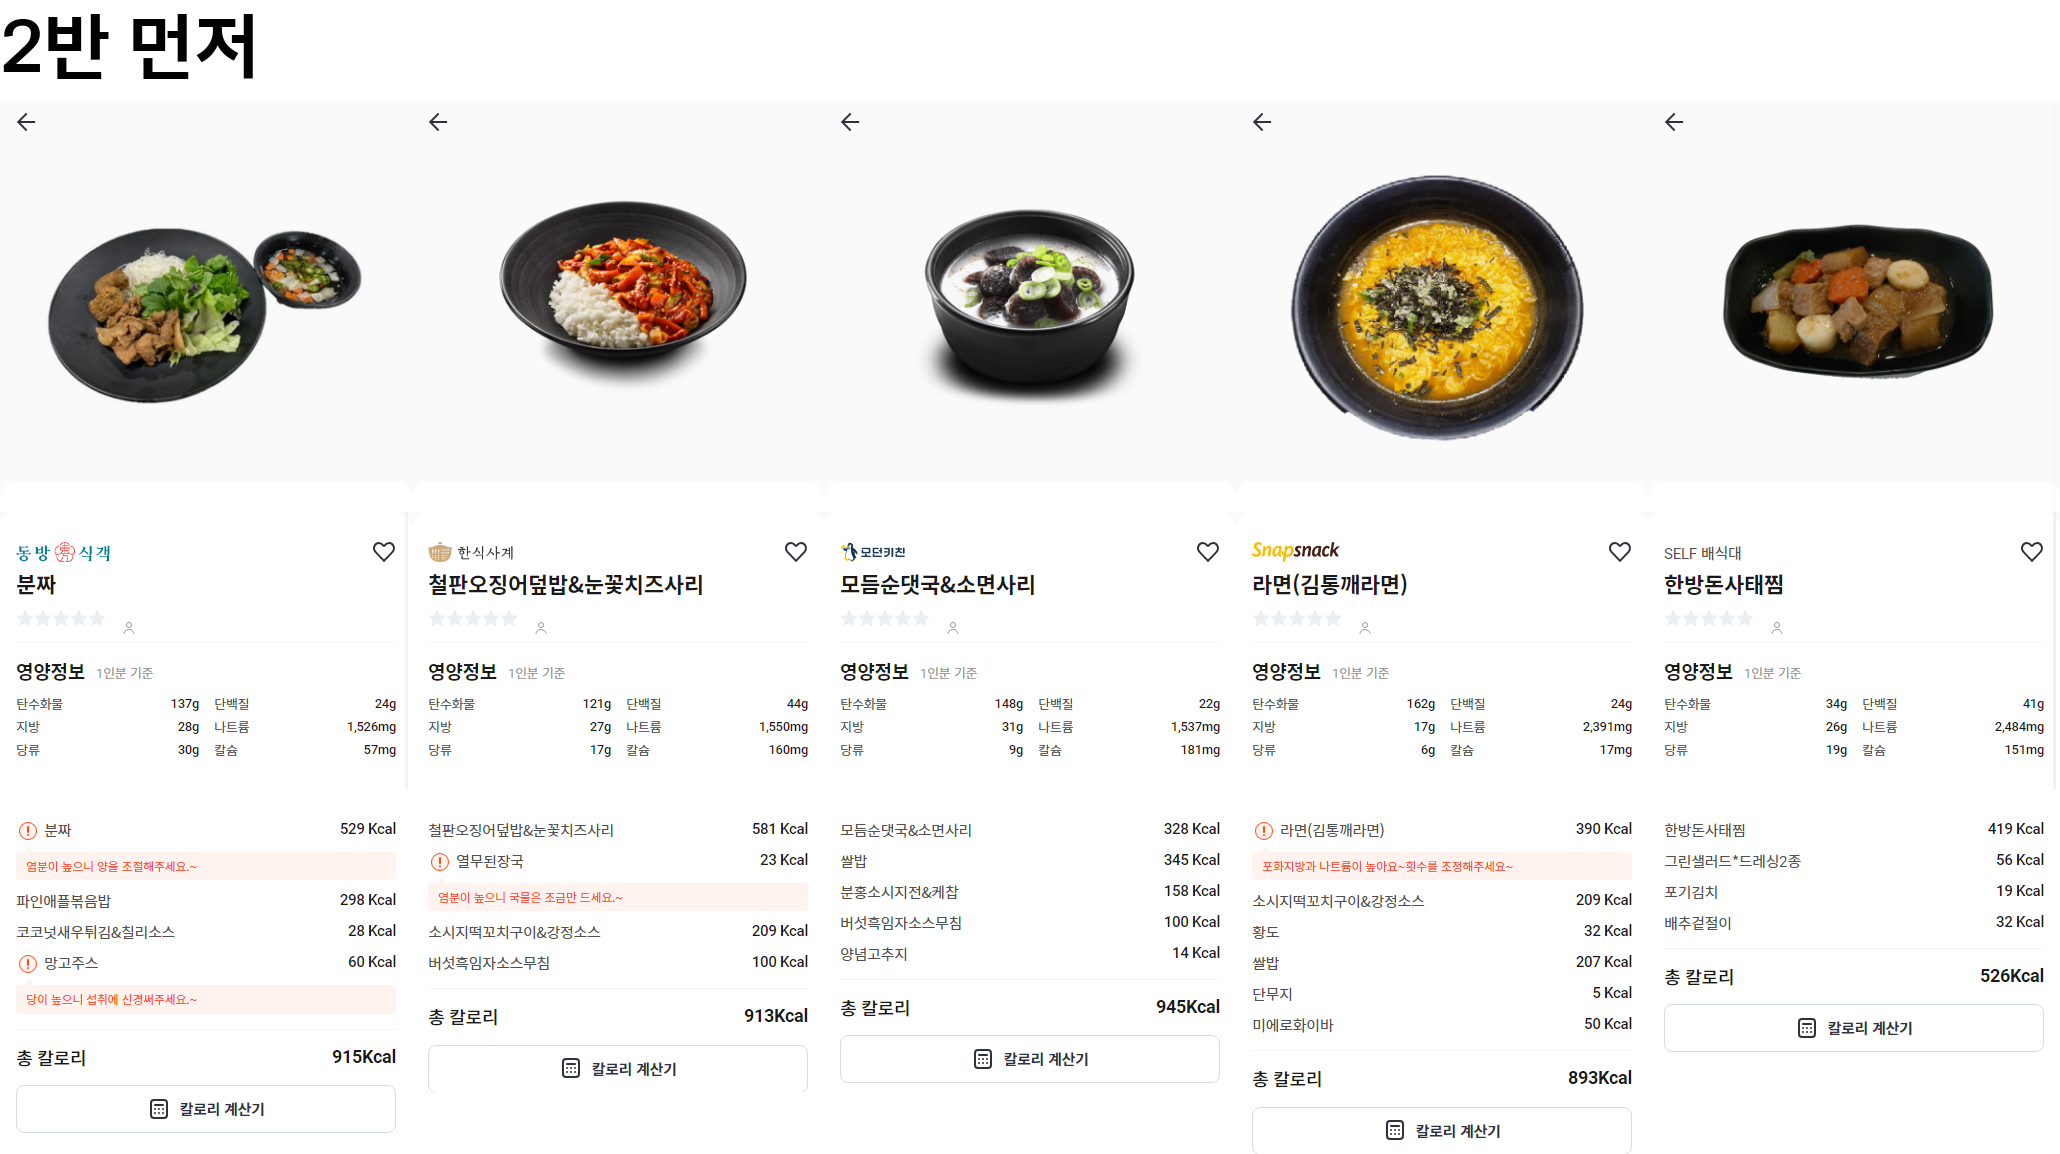 2반 먼저
동방식객
분짜
영양정보 1인분 기준
탄수화물 137g 단백질 24g
지방 28g 나트륨 1,526mg
당류 30g 칼슘 57mg
분짜 529 Kcal
염분이 높으니 양을 조절해주세요.~
파인애플볶음밥 298 Kcal
코코넛새우튀김&칠리소스 28 Kcal
망고주스 60 Kcal
당이 높으니 섭취에 신경써주세요.~
총 칼로리 915Kcal
칼로리 계산기
한식사계
철판오징어덮밥&눈꽃치즈사리
영양정보 1인분 기준
탄수화물 121g 단백질 44g
지방 27g 나트륨 1,550mg
당류 17g 칼슘 160mg
철판오징어덮밥&눈꽃치즈사리 581 Kcal
열무된장국 23 Kcal
염분이 높으니 국물은 조금만 드세요.~
소시지떡꼬치구이&강정소스 209 Kcal
버섯흑임자소스무침 100 Kcal
총 칼로리 913Kcal
칼로리 계산기
모던키친
모듬순댓국&소면사리
영양정보 1인분 기준
탄수화물 148g 단백질 22g
지방 31g 나트륨 1,537mg
당류 9g 칼슘 181mg
모듬순댓국&소면사리 328 Kcal
쌀밥 345 Kcal
분홍소시지전&케찹 158 Kcal
버섯흑임자소스무침 100 Kcal
양념고추지 14 Kcal
총 칼로리 945Kcal
칼로리 계산기
Snapsnack
라면(김통깨라면)
영양정보 1인분 기준
탄수화물 162g 단백질 24g
지방 17g 나트륨 2,391mg
당류 6g 칼슘 17mg
라면(김통깨라면) 390 Kcal
포화지방과 나트륨이 높아요~횟수를 조정해주세요~
소시지떡꼬치구이&강정소스 209 Kcal
황도 32 Kcal
쌀밥 207 Kcal
단무지 5 Kcal
미에로화이바 50 Kcal
총 칼로리 893Kcal
칼로리 계산기
SELF 배식대
한방돈사태찜
영양정보 1인분 기준
탄수화물 34g 단백질 41g
지방 26g 나트륨 2,484mg
당류 19g 칼슘 151mg
한방돈사태찜 419 Kcal
그린샐러드*드레싱2종 56 Kcal
포기김치 19 Kcal
배추겉절이 32 Kcal
총 칼로리 526Kcal
칼로리 계산기